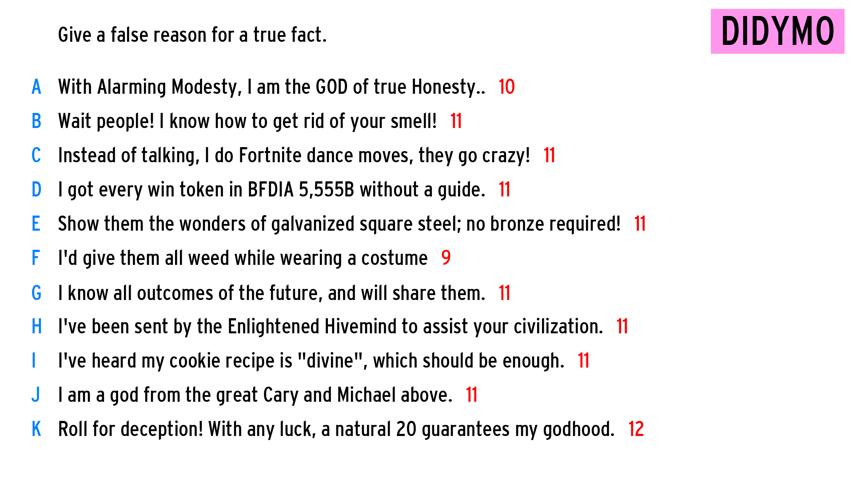 Give a false reason for a true fact.
DIDYMO
A With Alarming Modesty, I am the GOD of true Honesty.. 10
B Wait people! I know how to get rid of your smell! 11
C Instead of talking, I do Fortnite dance moves, they go crazy! 11
D I got every win token in BFDIA 5,555B without a guide. 11
E Show them the wonders of galvanized square steel; no bronze required! 11
F I'd give them all weed while wearing a costume 9
G I know all outcomes of the future, and will share them. 11
H I've been sent by the Enlightened Hivemind to assist your civilization. 11
I I've heard my cookie recipe is "divine", which should be enough. 11
J I am a god from the great Cary and Michael above. 11
K Roll for deception! With any luck, a natural 20 guarantees my godhood. 12